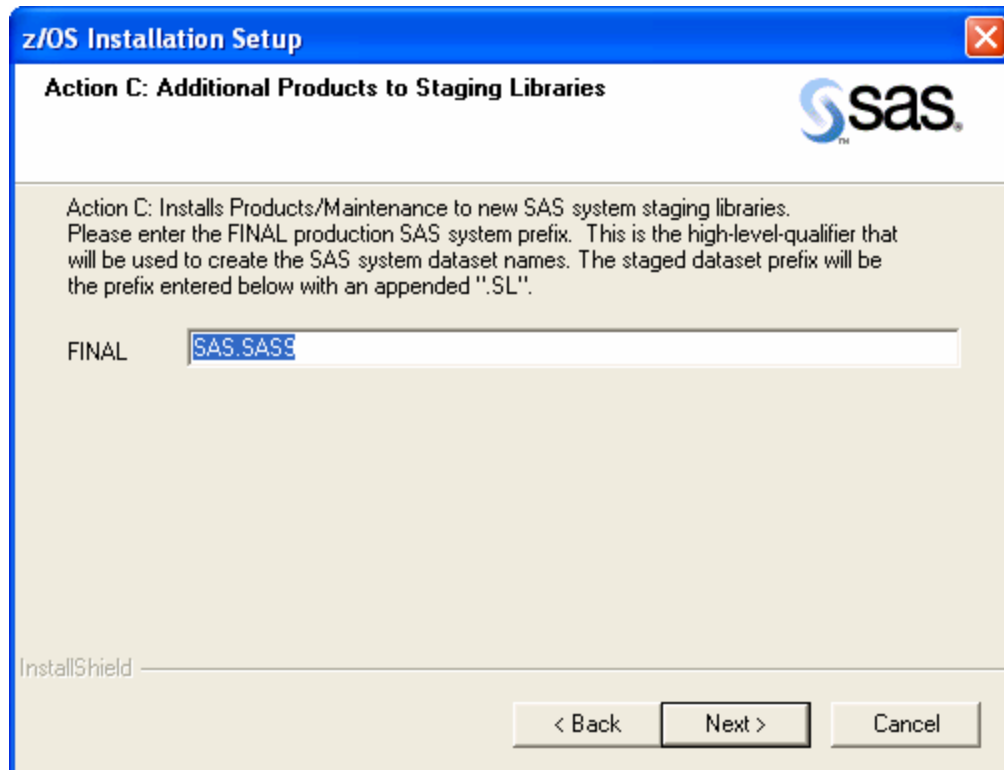 z/OS Installation Setup
Action C: Additional Products to Staging Libraries
sas.
TM
Action C: Installs Products/Maintenance to new SAS system staging libraries.
Please enter the FINAL production SAS system prefix.  This is the high-level-qualifier that
will be used to create the SAS system dataset names. The staged dataset prefix will be
the prefix entered below with an appended ".SL".
FINAL
SAS.SAS9
InstallShield
< Back
Next >
Cancel